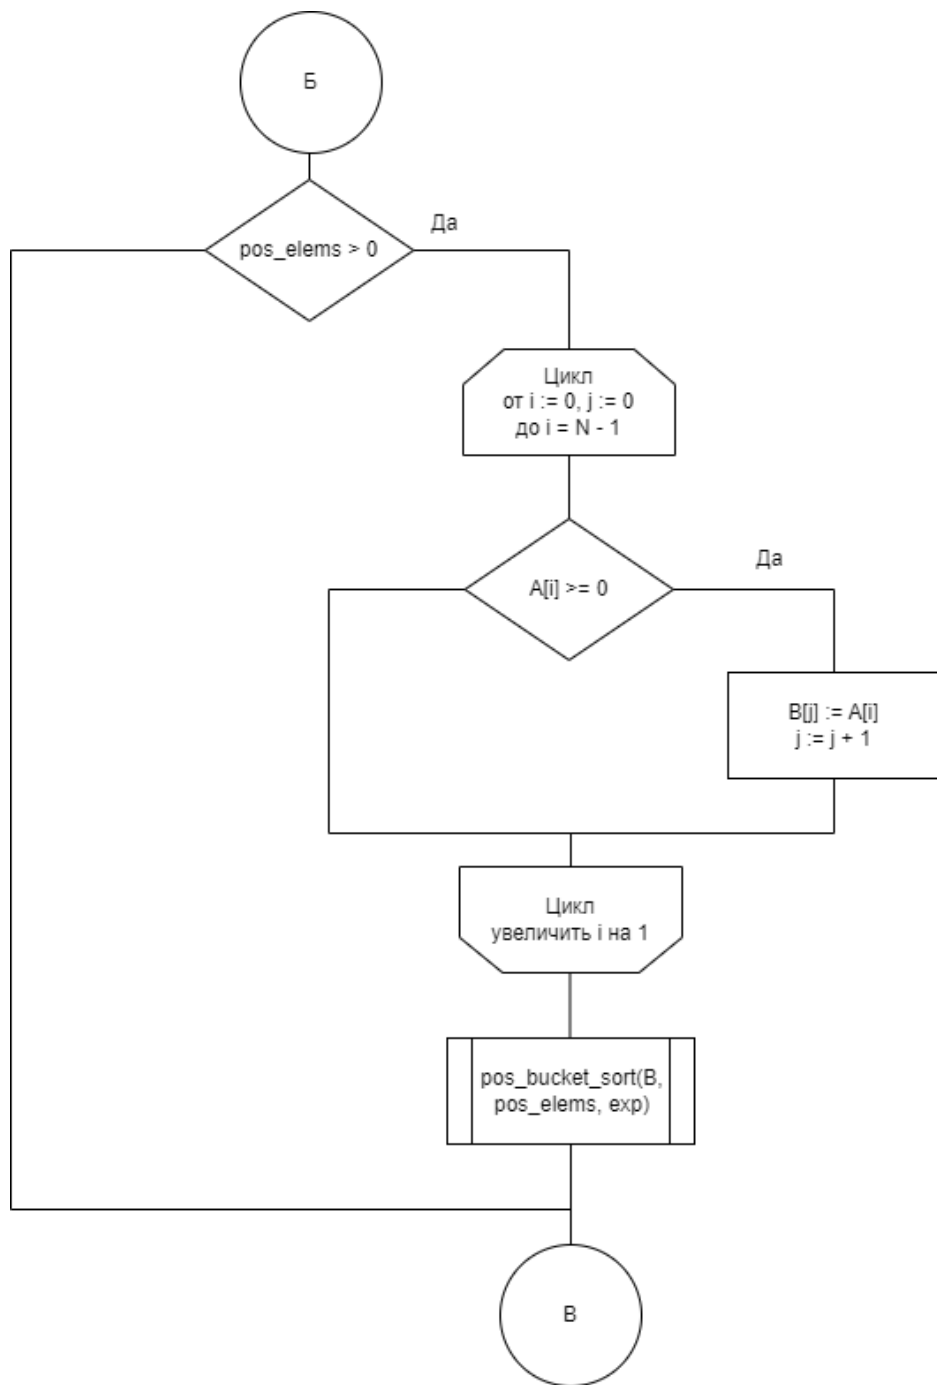 Б
pos_elems > 0
Да
Цикл
от i := 0, j := 0
до i = N - 1
A[i] >= 0
Да
B[j] := A[i]
j := j + 1
Цикл
увеличить i на 1
pos_bucket_sort(B,
pos_elems, exp)
В